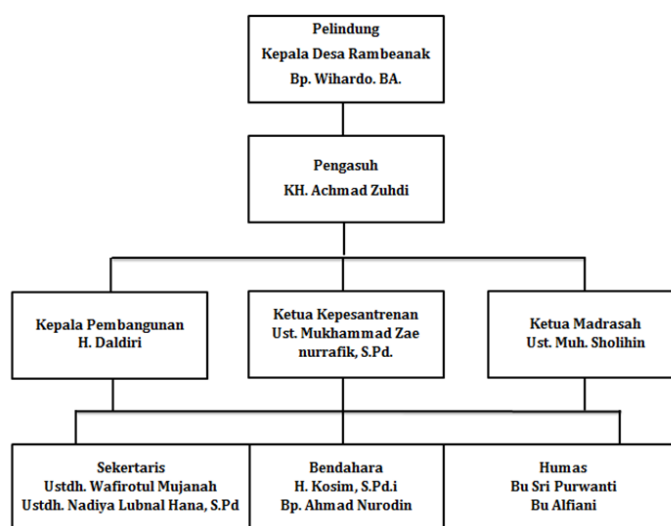 Pelindung
Kepala Desa Rambeanak
Bp. Wihardo. BA.
Pengasuh
KH. Achmad Zuhdi
Kepala Pembangunan
H. Daldiri
Ketua Kepesantrenan
Ust. Mukhammad Zae
nurrafik, S.Pd.
Ketua Madrasah
Ust. Muh. Sholihin
Sekertaris
Ustdh. Wafirotul Mujanah
Ustdh. Nadiya Lubnal Hana, S.Pd
Bendahara
H. Kosim, S.Pd.i
Bp. Ahmad Nurodin
Humas
Bu Sri Purwanti
Bu Alfiani